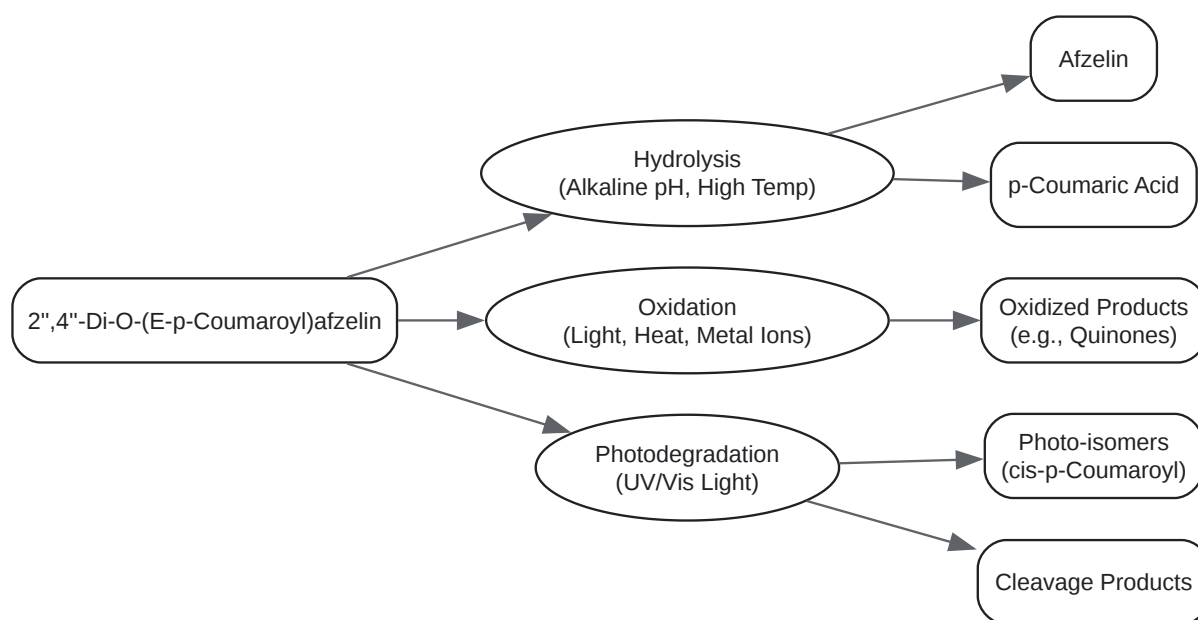 Afzelin
Hydrolysis
(Alkaline pH, High Temp)
p-Coumaric Acid
2",4"-Di-O-(E-p-Coumaroyl)afzelin
Oxidation
(Light, Heat, Metal Ions)
Oxidized Products
(e.g., Quinones)
Photodegradation
(UV/Vis Light)
Photo-isomers
(cis-p-Coumaroyl)
Cleavage Products